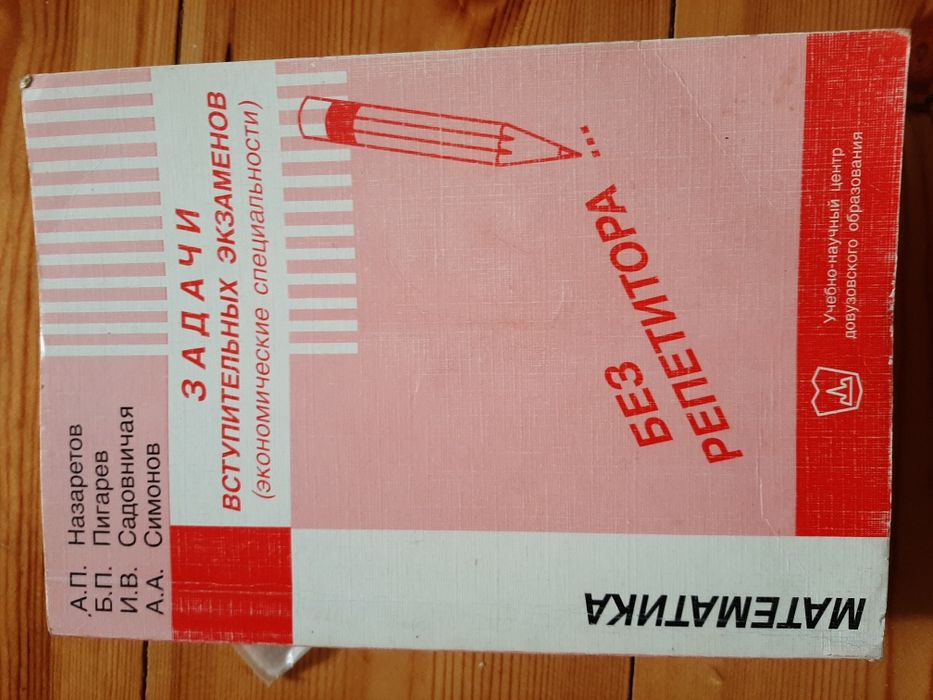 А.П. Назаретов
Б.П. Пигарев
И.В. Садовничая
А.А. Симонов
ЗАДАЧИ
ВСТУПИТЕЛЬНЫХ ЭКЗАМЕНОВ
(экономические специальности)
БЕЗ
РЕПЕТИТОРА ...
МАТЕМАТИКА
Учебно-научный центр
довузовского образования